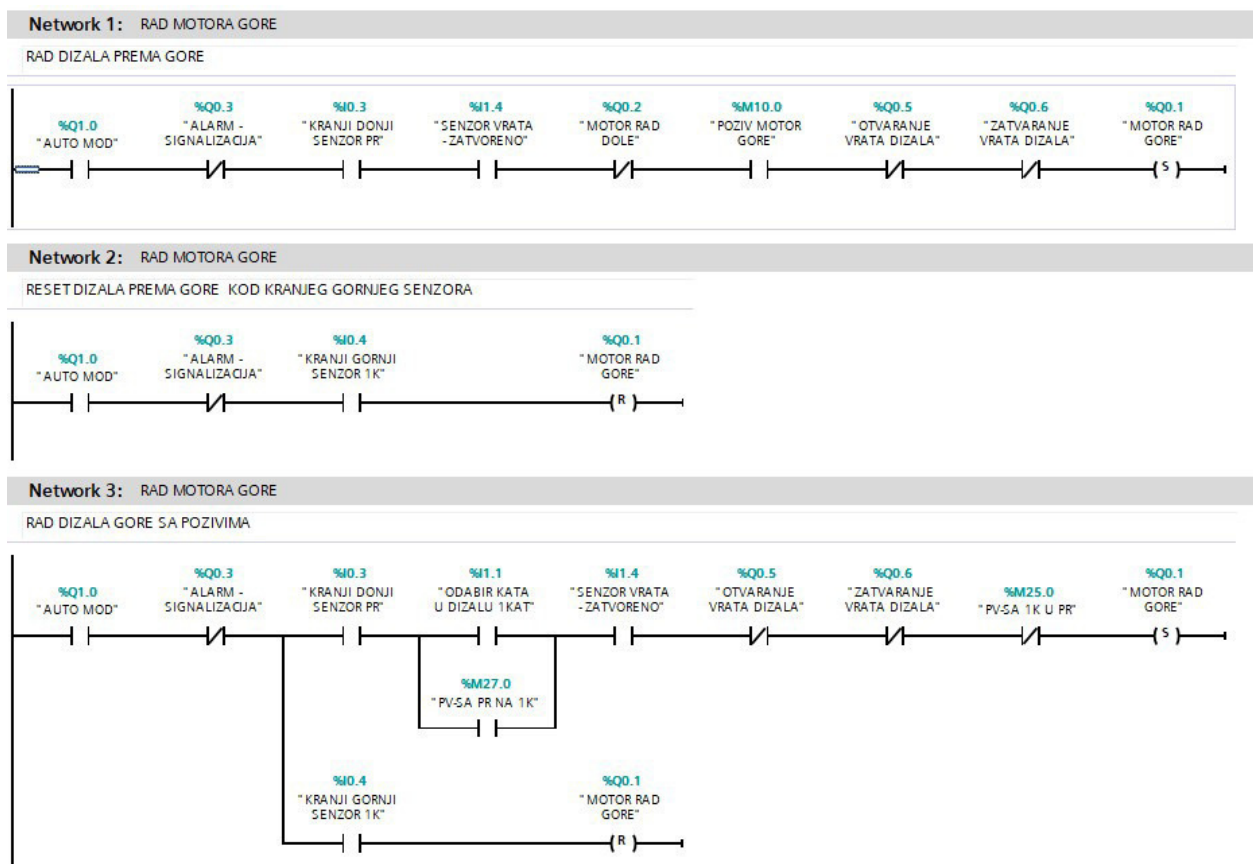 Network 1: RAD MOTORA GORE
RAD DIZALA PREMA GORE
%Q1.0
"AUTO MOD"
%Q0.3
"ALARM -
SIGNALIZACIJA"
%I0.3
"KRANJI DONJI
SENZOR PR"
%I1.4
"SENZOR VRATA
-ZATVORENO"
%Q0.2
"MOTOR RAD
DOLE"
%M10.0
"POZIV MOTOR
GORE"
%Q0.5
"OTVARANJE
VRATA DIZALA"
%Q0.6
"ZATVARANJE
VRATA DIZALA"
%Q0.1
"MOTOR RAD
GORE"
S
Network 2: RAD MOTORA GORE
RESET DIZALA PREMA GORE KOD KRANJEG GORNJEG SENZORA
%Q1.0
"AUTO MOD"
%Q0.3
"ALARM -
SIGNALIZACIJA"
%I0.4
"KRANJI GORNJI
SENZOR 1K"
%Q0.1
"MOTOR RAD
GORE"
R
Network 3: RAD MOTORA GORE
RAD DIZALA GORE SA POZIVIMA
%Q1.0
"AUTO MOD"
%Q0.3
"ALARM -
SIGNALIZACIJA"
%I0.3
"KRANJI DONJI
SENZOR PR"
%I1.1
"ODABIR KATA
U DIZALU 1KAT"
%I1.4
"SENZOR VRATA
-ZATVORENO"
%Q0.5
"OTVARANJE
VRATA DIZALA"
%Q0.6
"ZATVARANJE
VRATA DIZALA"
%M25.0
"PV-SA 1K U PR"
%Q0.1
"MOTOR RAD
GORE"
S
%M27.0
"PV-SA PR NA 1K"
%I0.4
"KRANJI GORNJI
SENZOR 1K"
%Q0.1
"MOTOR RAD
GORE"
R